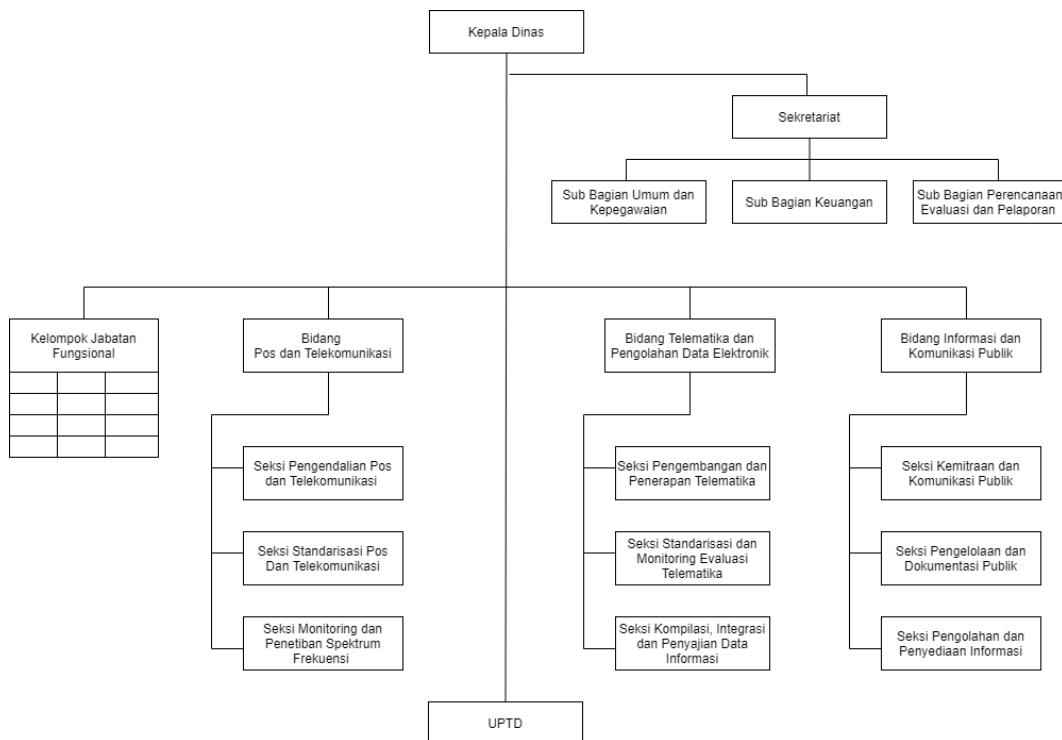 Kepala Dinas
Sekretariat
Sub Bagian Umum dan
Kepegawaian
Sub Bagian Keuangan
Sub Bagian Perencanaan
Evaluasi dan Pelaporan
Kelompok Jabatan
Fungsional
Bidang
Pos dan Telekomunikasi
Bidang Telematika dan
Pengolahan Data Elektronik
Bidang Informasi dan
Komunikasi Publik
Seksi Pengendalian Pos
dan Telekomunikasi
Seksi Pengembangan dan
Penerapan Telematika
Seksi Kemitraan dan
Komunikasi Publik
Seksi Standarisasi Pos
Dan Telekomunikasi
Seksi Standarisasi dan
Monitoring Evaluasi
Telematika
Seksi Pengelolaan dan
Dokumentasi Publik
Seksi Monitoring dan
Penetiban Spektrum
Frekuensi
Seksi Kompilasi, Integrasi
dan Penyajian Data
Informasi
Seksi Pengolahan dan
Penyediaan Informasi
UPTD